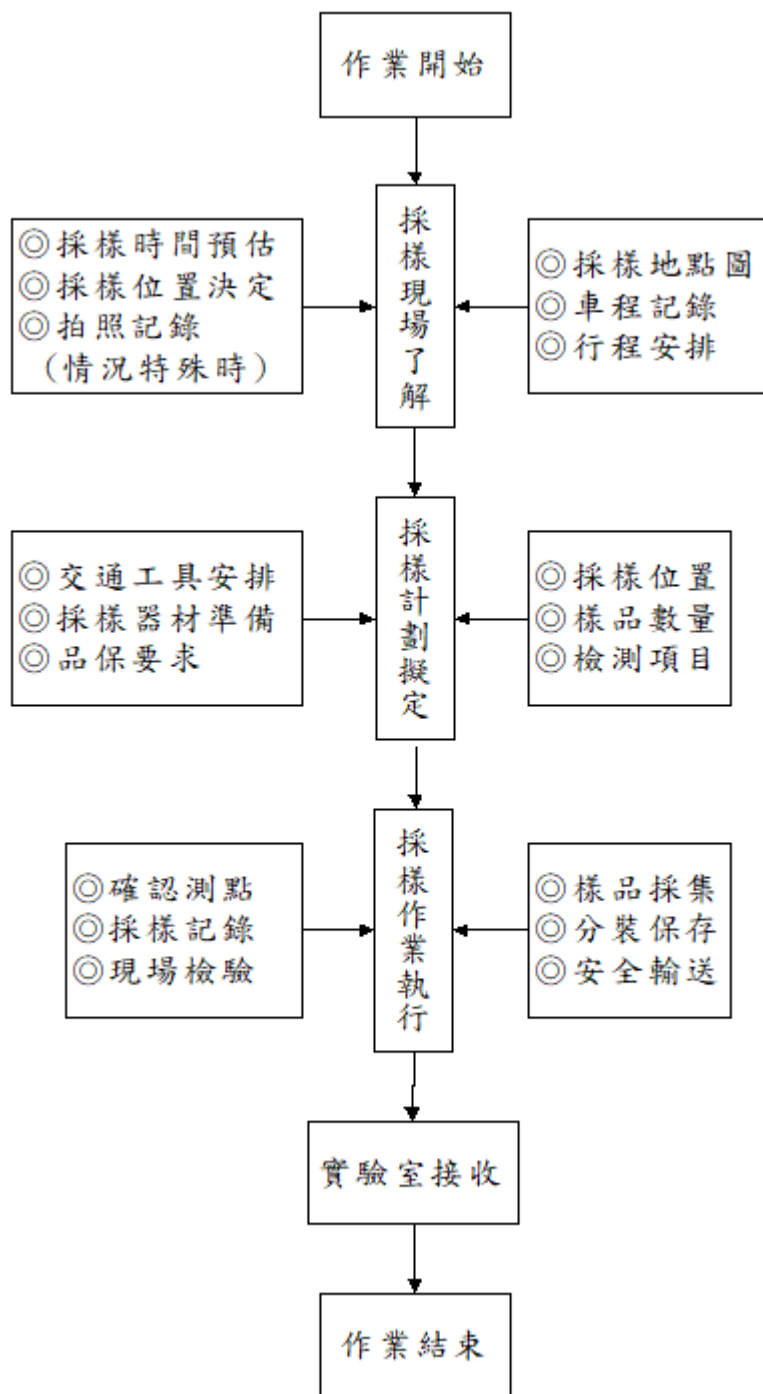 作業開始
採樣現場了解
◎採樣時間預估
◎採樣位置決定
◎拍照記錄
(情況特殊時)
◎採樣地點圖
◎車程記錄
◎行程安排
採樣計劃擬定
◎交通工具安排
◎採樣器材準備
◎品保要求
◎採樣位置
◎樣品數量
◎檢測項目
採樣作業執行
◎確認測點
◎採樣記錄
◎現場檢驗
◎樣品採集
◎分裝保存
◎安全輸送
實驗室接收
作業結束